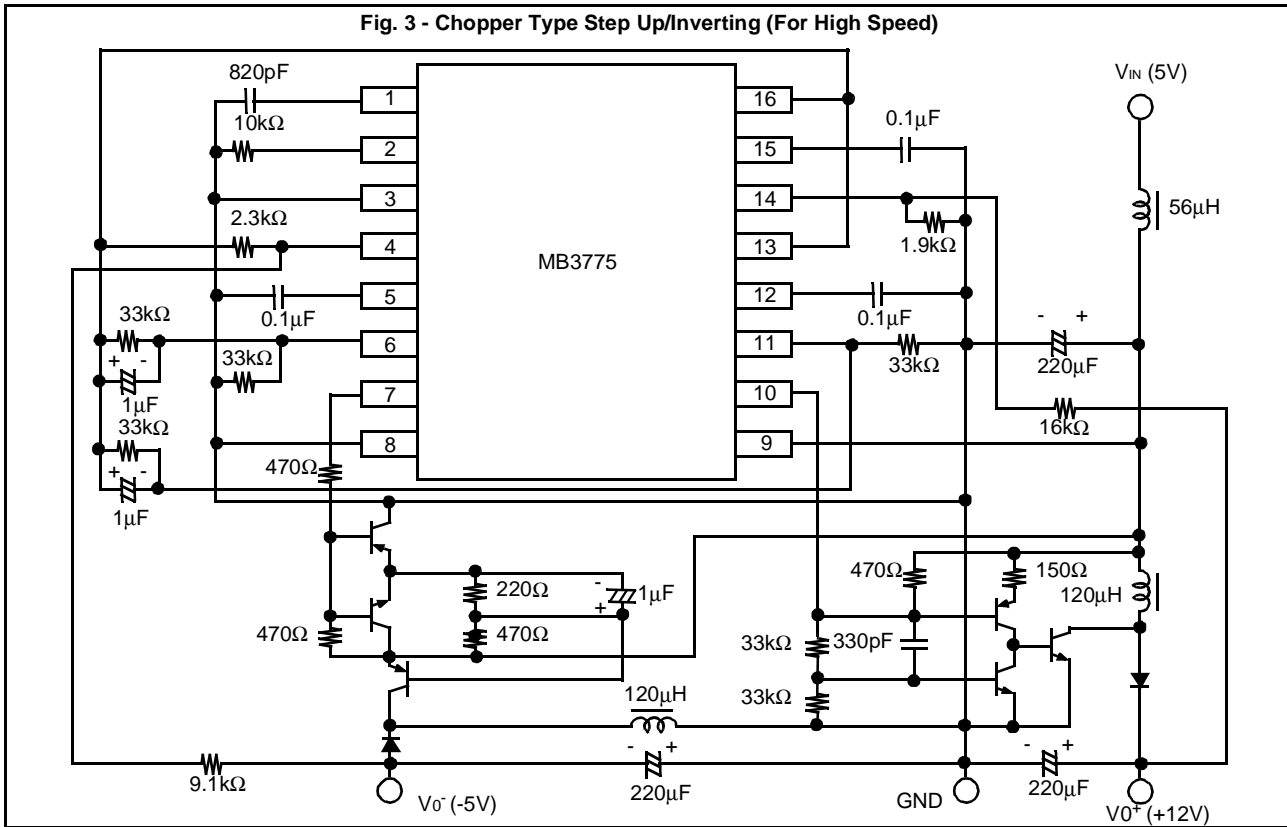 Fig. 3 - Chopper Type Step Up/Inverting (For High Speed)
820pF
VIN (5V)
1
16
10kΩ
0.1µF
2
15
3
14
56µH
2.3kΩ
1.9kΩ
4
13
MB3775
5
12
0.1µF
0.1µF
33kΩ
- +
6
11
+ -
33kΩ
33kΩ
220µF
7
10
1µF
16kΩ
33kΩ
8
9
+ -
470Ω
1µF
-
470Ω
150Ω
220Ω
1µF
120µH
+
470Ω
470Ω
33kΩ
330pF
120µH
33kΩ
- +
- +
9.1kΩ
V0- (-5V)
220µF
GND
220µF
V0+ (+12V)